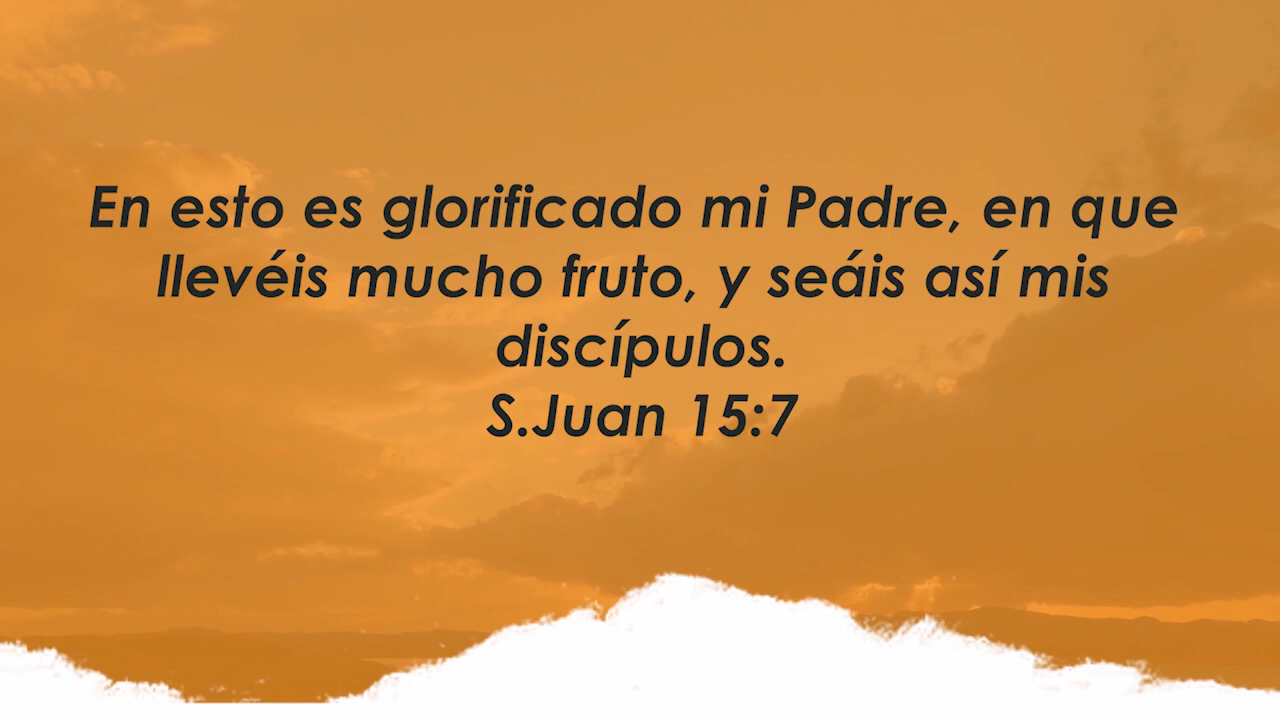 En esto es glorificado mi Padre, en que
llevéis mucho fruto, y seáis así mis
discípulos.
S.Juan 15:7